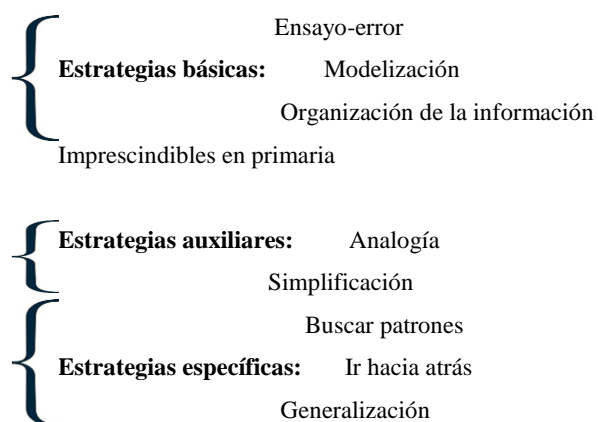 Ensayo-error
Estrategias básicas: Modelización
Organización de la información
Imprescindibles en primaria
Estrategias auxiliares: Analogía
Simplificación
Buscar patrones
Estrategias específicas: Ir hacia atrás
Generalización